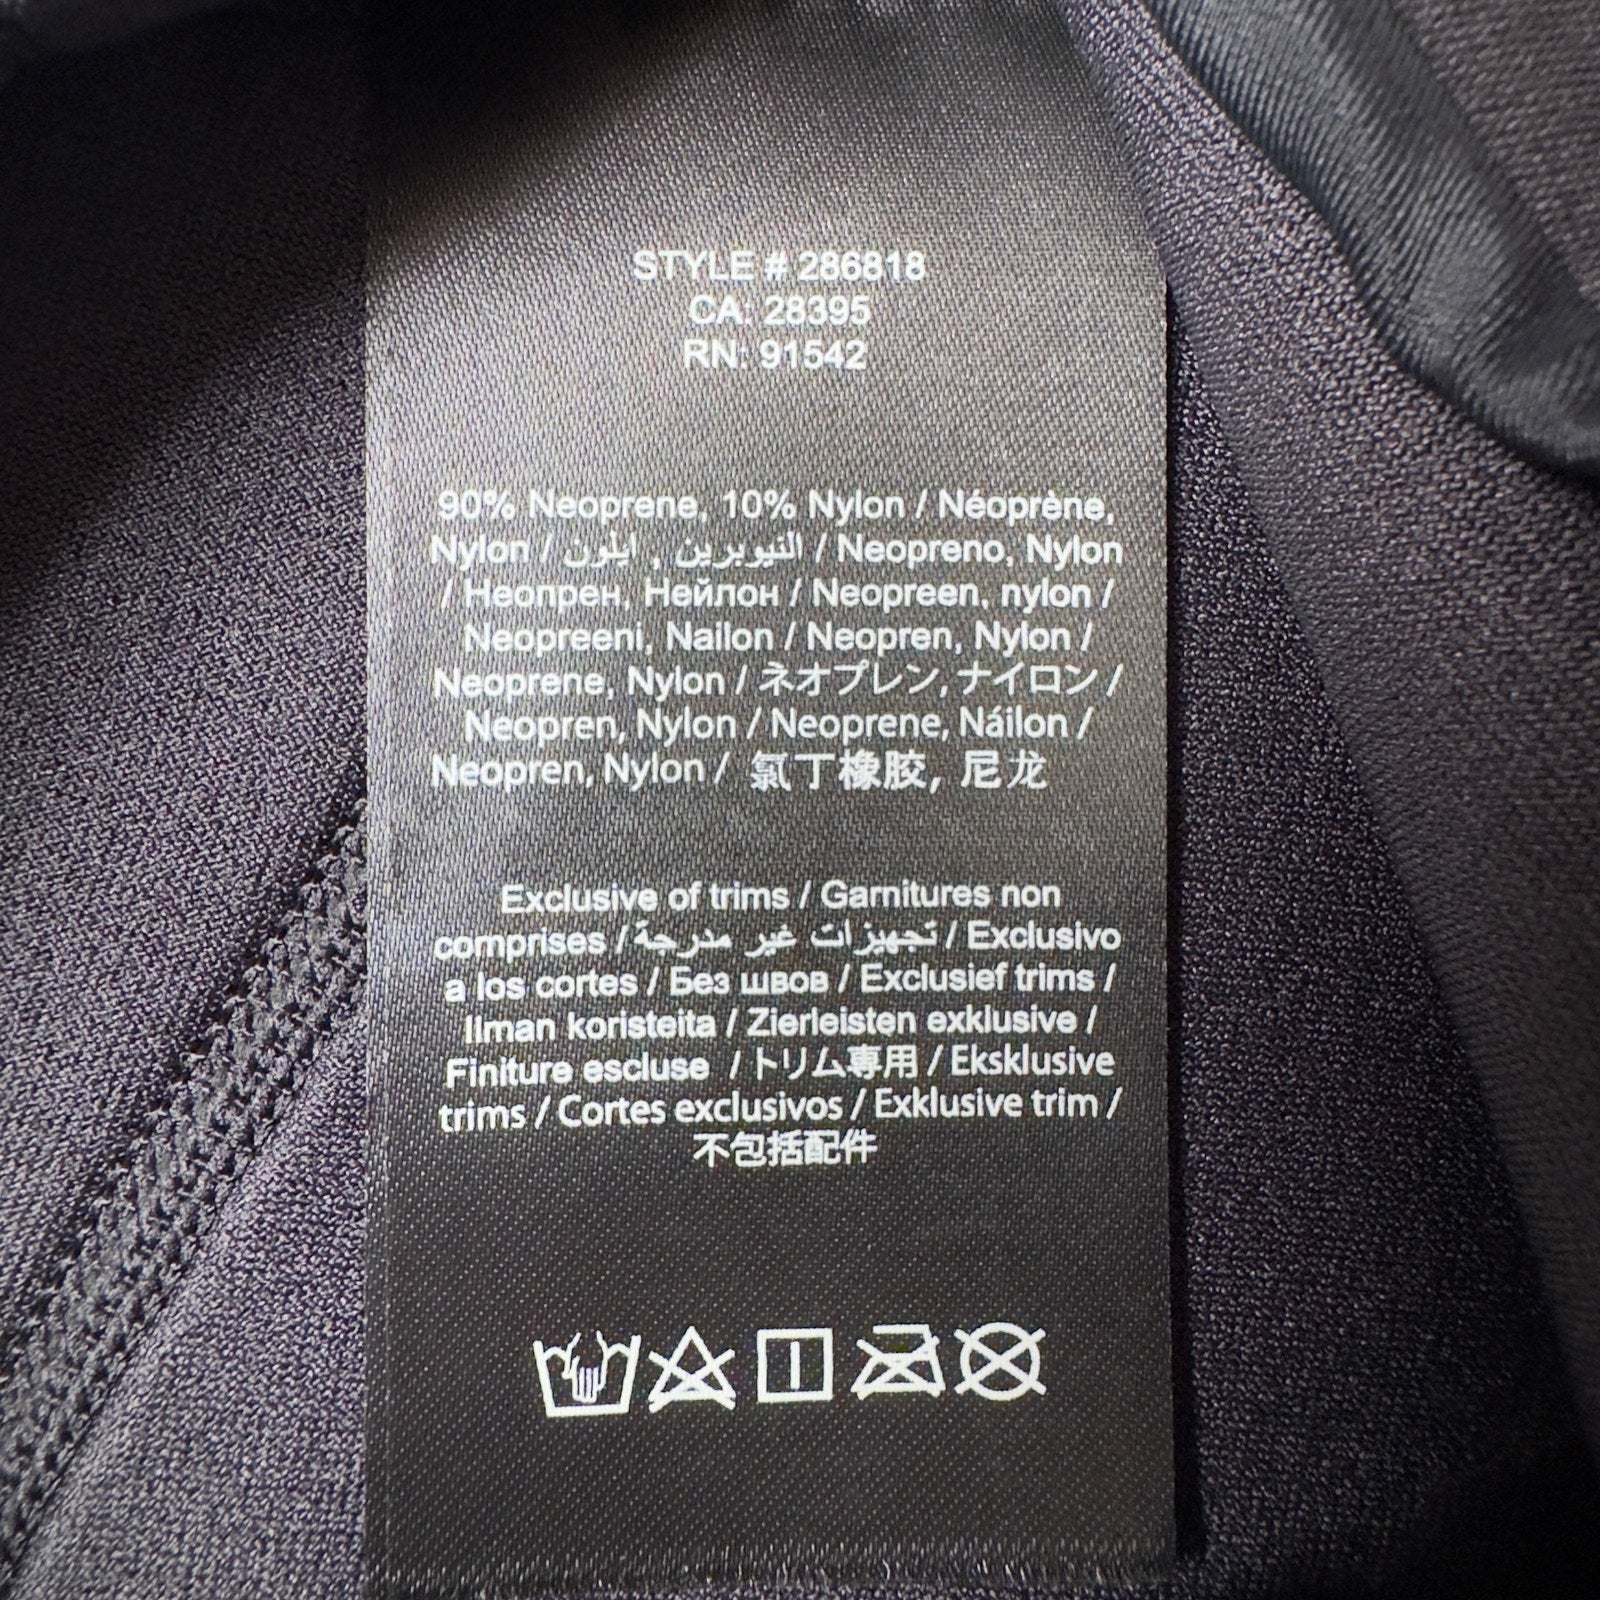 STYLE # 286818
CA: 28395
RN: 91542
90% Neoprene, 10% Nylon / Néoprène,
Nylon / النيوبرين , ايلون / Neopreno, Nylon
/ Неопрен, Нейлон / Neopreen, nylon /
Neopreeni, Nailon / Neopren, Nylon /
Neoprene, Nylon / ネオプレン, ナイロン /
Neopren, Nylon / Neoprene, Náilon /
Neopren, Nylon / 氯丁橡胶, 尼龙
Exclusive of trims / Garnitures non
comprises / تجهيزات غير مدرجة / Exclusivo
a los cortes / Без швов / Exclusief trims /
Ilman koristeita / Zierleisten exklusive /
Finiture escluse / トリム専用 / Eksklusive
trims / Cortes exclusivos / Exklusive trim /
不包括配件